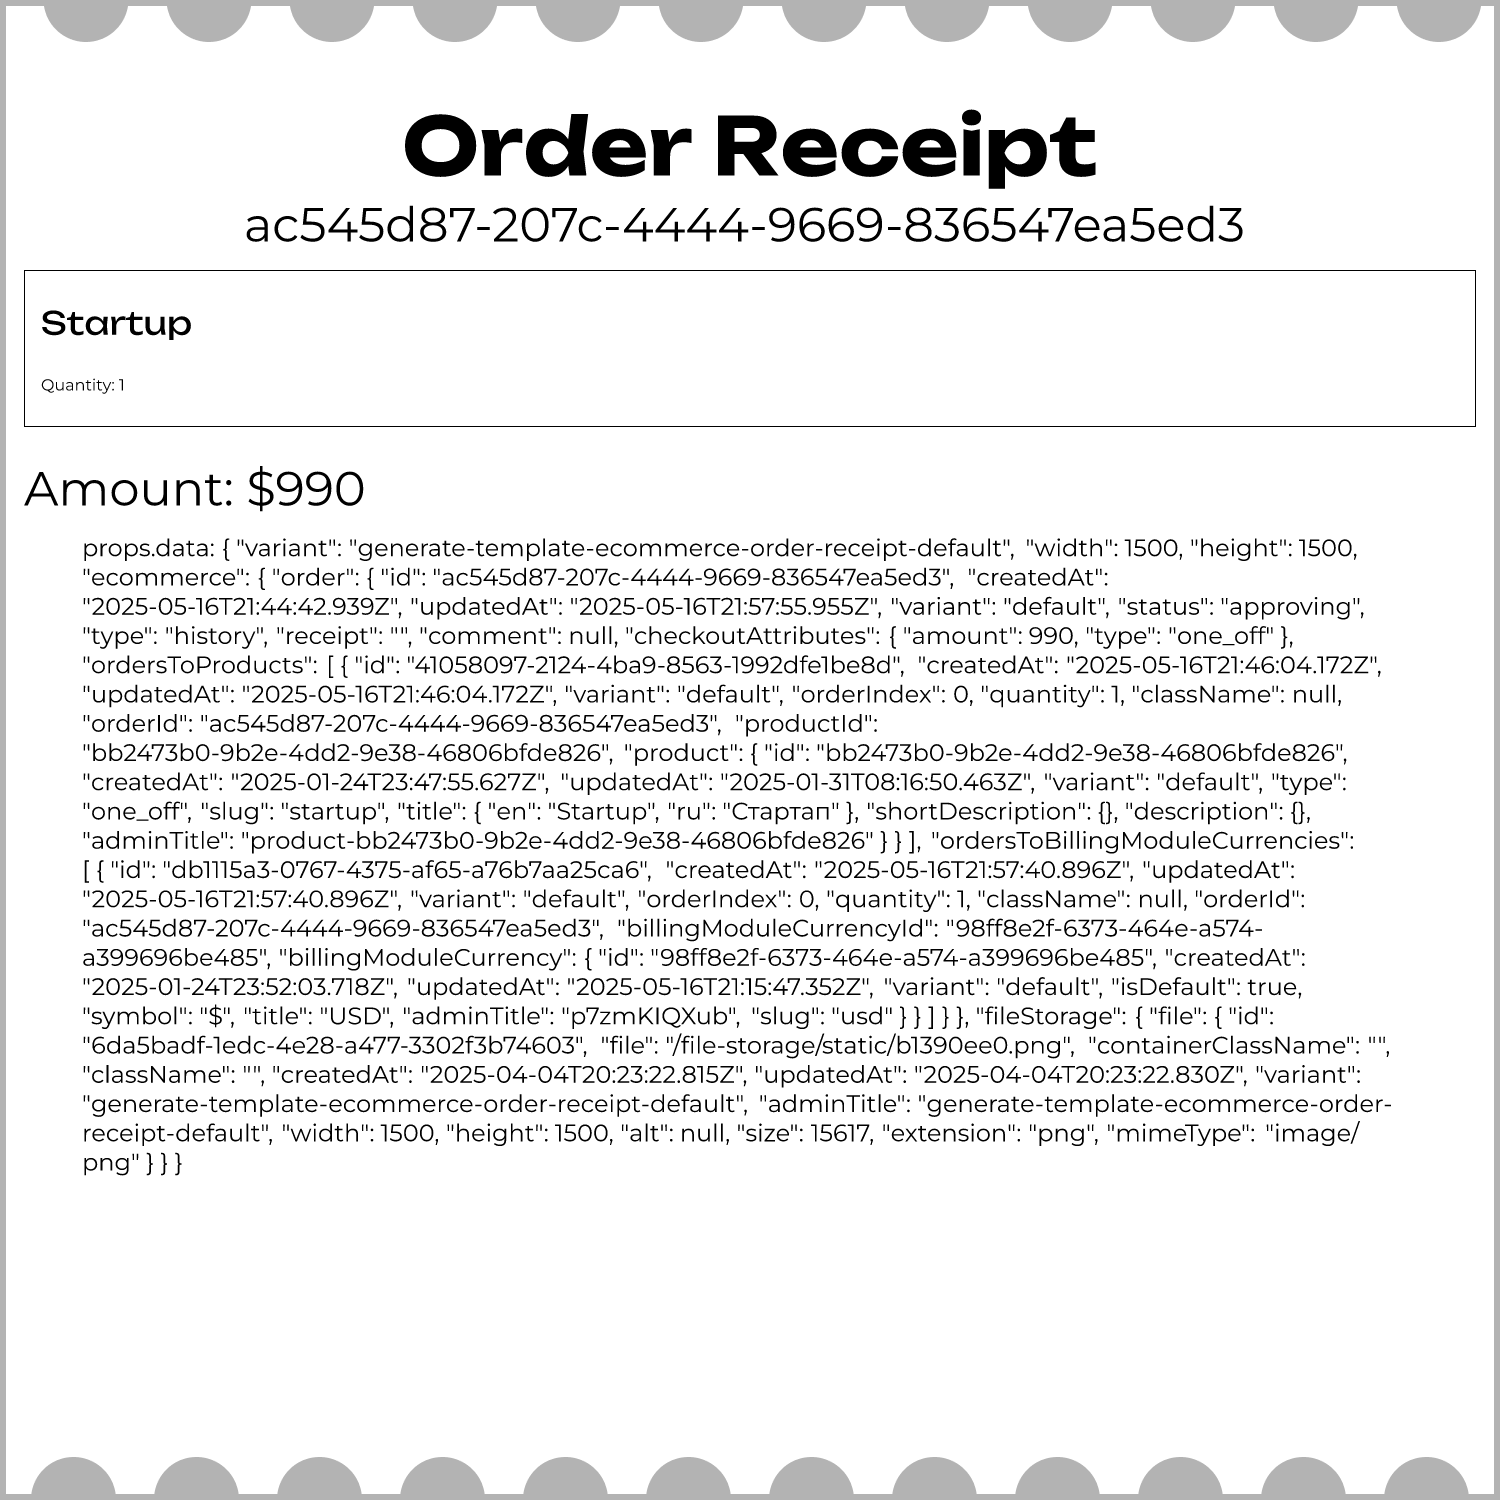 Order Receipt
ac545d87-207c-4444-9669-836547ea5ed3
Startup
Quantity: 1
Amount: $990
props.data: { "variant": "generate-template-ecommerce-order-receipt-default", "width": 1500, "height": 1500,
"ecommerce": { "order": { "id": "ac545d87-207c-4444-9669-836547ea5ed3", "createdAt":
"2025-05-16T21:44:42.939Z", "updatedAt": "2025-05-16T21:57:55.955Z", "variant": "default", "status": "approving",
"type": "history", "receipt": "", "comment": null, "checkoutAttributes": { "amount": 990, "type": "one_off" },
"ordersToProducts": [ { "id": "41058097-2124-4ba9-8563-1992dfe1be8d", "createdAt": "2025-05-16T21:46:04.172Z",
"updatedAt": "2025-05-16T21:46:04.172Z", "variant": "default", "orderIndex": 0, "quantity": 1, "className": null,
"orderId": "ac545d87-207c-4444-9669-836547ea5ed3", "productId":
"bb2473b0-9b2e-4dd2-9e38-46806bfde826", "product": { "id": "bb2473b0-9b2e-4dd2-9e38-46806bfde826",
"createdAt": "2025-01-24T23:47:55.627Z", "updatedAt": "2025-01-31T08:16:50.463Z", "variant": "default", "type":
"one_off", "slug": "startup", "title": { "en": "Startup", "ru": "Стартап" }, "shortDescription": {}, "description": {},
"adminTitle": "product-bb2473b0-9b2e-4dd2-9e38-46806bfde826" } } ], "ordersToBillingModuleCurrencies":
[ { "id": "db1115a3-0767-4375-af65-a76b7aa25ca6", "createdAt": "2025-05-16T21:57:40.896Z", "updatedAt":
"2025-05-16T21:57:40.896Z", "variant": "default", "orderIndex": 0, "quantity": 1, "className": null, "orderId":
"ac545d87-207c-4444-9669-836547ea5ed3", "billingModuleCurrencyId": "98ff8e2f-6373-464e-a574-
a399696be485", "billingModuleCurrency": { "id": "98ff8e2f-6373-464e-a574-a399696be485", "createdAt":
"2025-01-24T23:52:03.718Z", "updatedAt": "2025-05-16T21:15:47.352Z", "variant": "default", "isDefault": true,
"symbol": "$", "title": "USD", "adminTitle": "p7zmKIQXub", "slug": "usd" } } ] } }, "fileStorage": { "file": { "id":
"6da5badf-1edc-4e28-a477-3302f3b74603", "file": "/file-storage/static/b1390ee0.png", "containerClassName": "",
"className": "", "createdAt": "2025-04-04T20:23:22.815Z", "updatedAt": "2025-04-04T20:23:22.830Z", "variant":
"generate-template-ecommerce-order-receipt-default", "adminTitle": "generate-template-ecommerce-order-
receipt-default", "width": 1500, "height": 1500, "alt": null, "size": 15617, "extension": "png", "mimeType": "image/
png" } } }